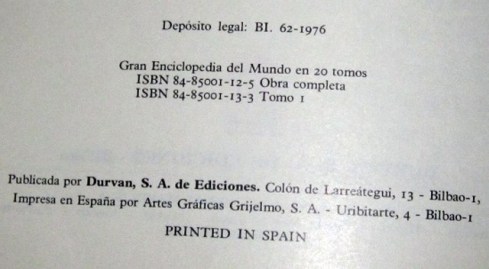 Depósito legal: BI. 62-1976
Gran Enciclopedia del Mundo en 20 tomos
ISBN 84-85001-12-5 Obra completa
ISBN 84-85001-13-3 Tomo 1
Publicada por Durvan, S. A. de Ediciones. Colón de Larreátegui, 13 - Bilbao-1,
Impresa en España por Artes Gráficas Grijelmo, S. A. - Uribitarte, 4 - Bilbao-1
PRINTED IN SPAIN